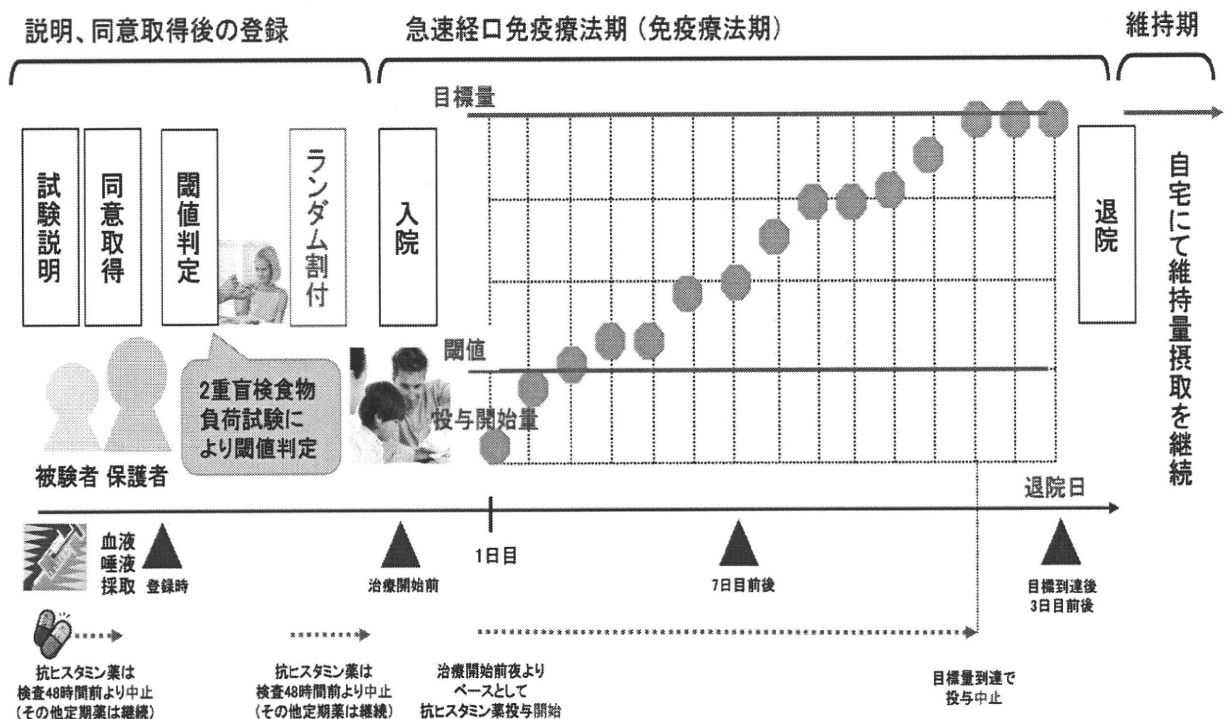 説明、同意取得後の登録
急速経口免疫療法期（免疫療法期）
維持期
試験説明
同意取得
閾値判定
ランダム割付
入院
目標量
閾値
投与開始量
退院
自宅にて維持量摂取を継続
2重盲検食物
負荷試験に
より閾値判定
被験者 保護者
退院日
血液
唾液
採取
登録時
治療開始前
1日目
7日目前後
目標到達後
3日目前後
抗ヒスタミン薬は
検査48時間前より中止
(その他定期薬は継続)
抗ヒスタミン薬は
検査48時間前より中止
(その他定期薬は継続)
治療開始前夜より
ベースとして
抗ヒスタミン薬投与開始
目標量到達で
投与中止